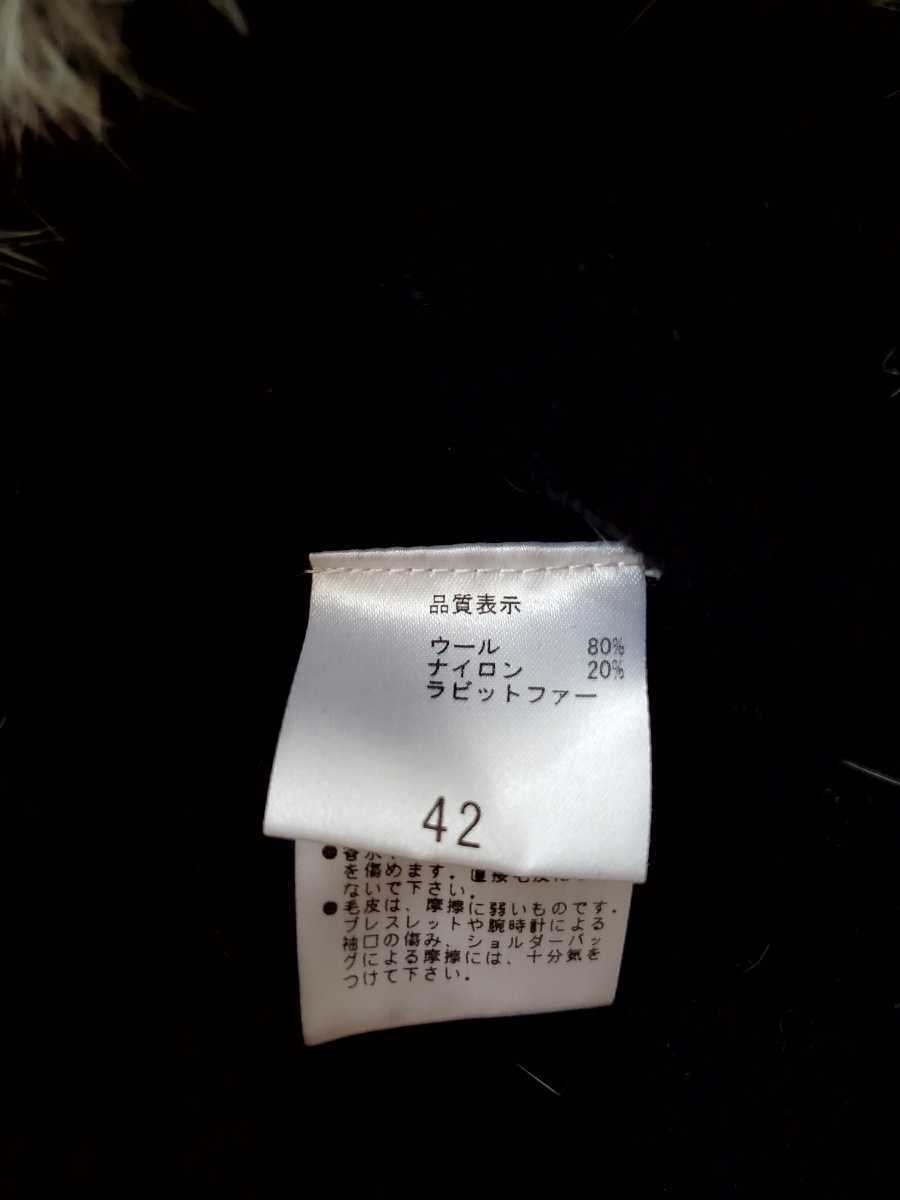 品質表示
ウール 80%
ナイロン 20%
ラビットファー
42
を傷めます。直接毛皮に
ないで下さい。
●毛皮は、摩擦に弱いものです。
ブレスレットや腕時計による
袖口の傷み、ショルダーバッ
グによる摩擦には、十分気を
つけて下さい。